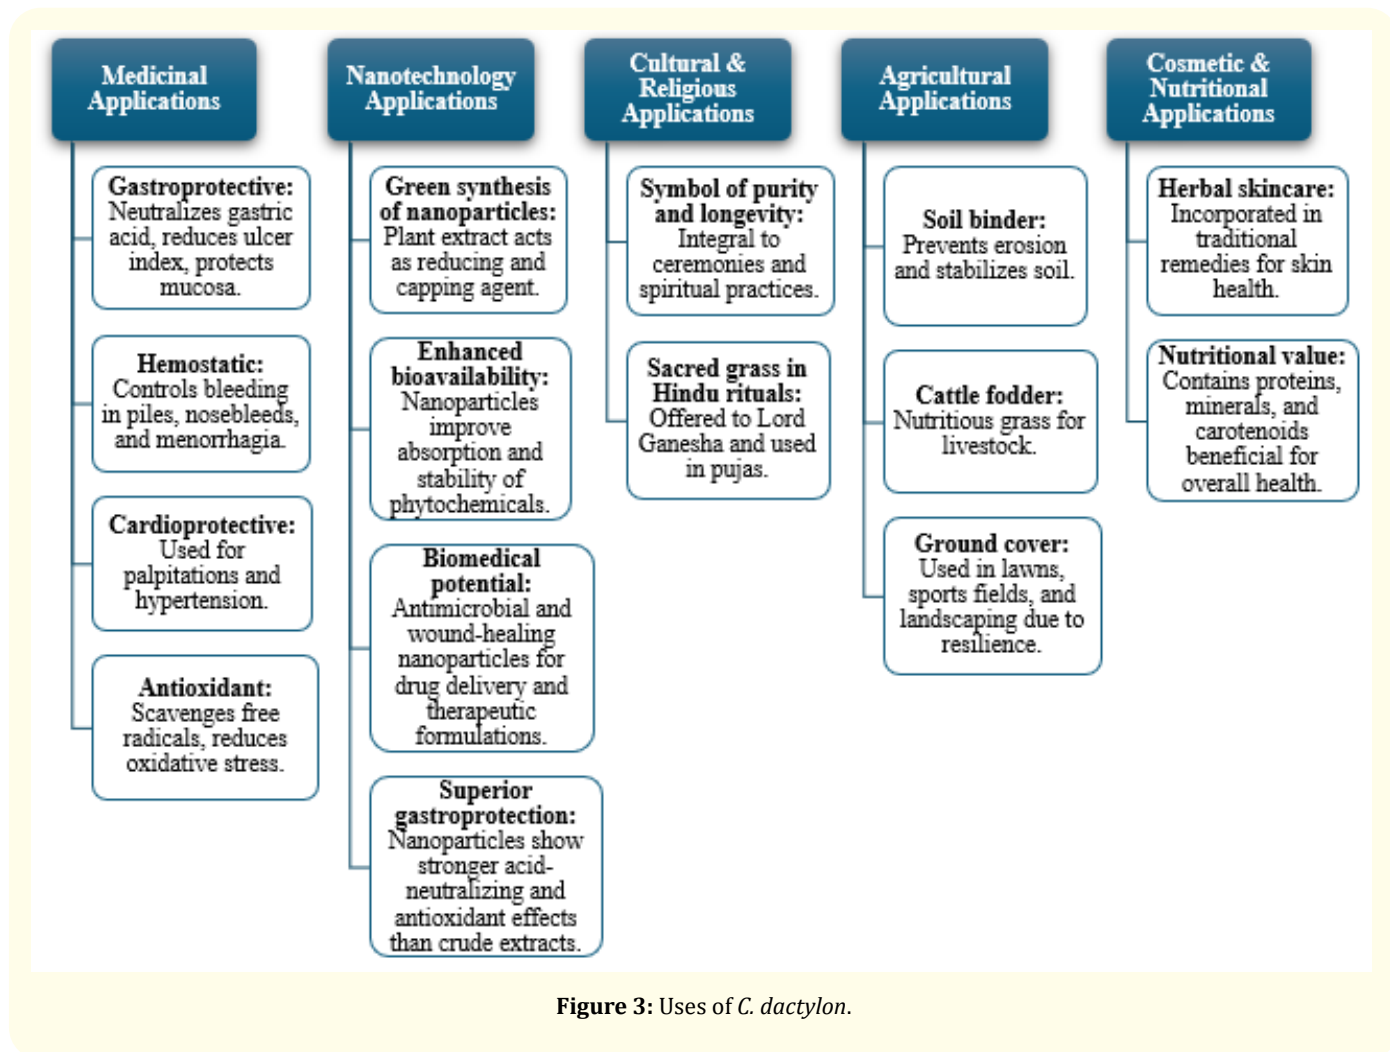 Medicinal
Applications
Gastroprotective:
Neutralizes gastric
acid, reduces ulcer
index, protects
mucosa.
Hemostatic:
Controls bleeding
in piles, nosebleeds,
and menorrhagia.
Cardioprotective:
Used for
palpitations and
hypertension.
Antioxidant:
Scavenges free
radicals, reduces
oxidative stress.
Nanotechnology
Applications
Green synthesis
of nanoparticles:
Plant extract acts
as reducing and
capping agent.
Enhanced
bioavailability:
Nanoparticles
improve
absorption and
stability of
phytochemicals.
Biomedical
potential:
Antimicrobial and
wound-healing
nanoparticles for
drug delivery and
therapeutic
formulations.
Superior
gastroprotection:
Nanoparticles show
stronger acid-
neutralizing and
antioxidant effects
than crude extracts.
Cultural &
Religious
Applications
Symbol of purity
and longevity:
Integral to
ceremonies and
spiritual practices.
Sacred grass in
Hindu rituals:
Offered to Lord
Ganesha and used
in pujas.
Agricultural
Applications
Soil binder:
Prevents erosion
and stabilizes soil.
Cattle fodder:
Nutritious grass for
livestock.
Ground cover:
Used in lawns,
sports fields, and
landscaping due to
resilience.
Cosmetic &
Nutritional
Applications
Herbal skincare:
Incorporated in
traditional
remedies for skin
health.
Nutritional value:
Contains proteins,
minerals, and
carotenoids
beneficial for
overall health.
Figure 3: Uses of C. dactylon.